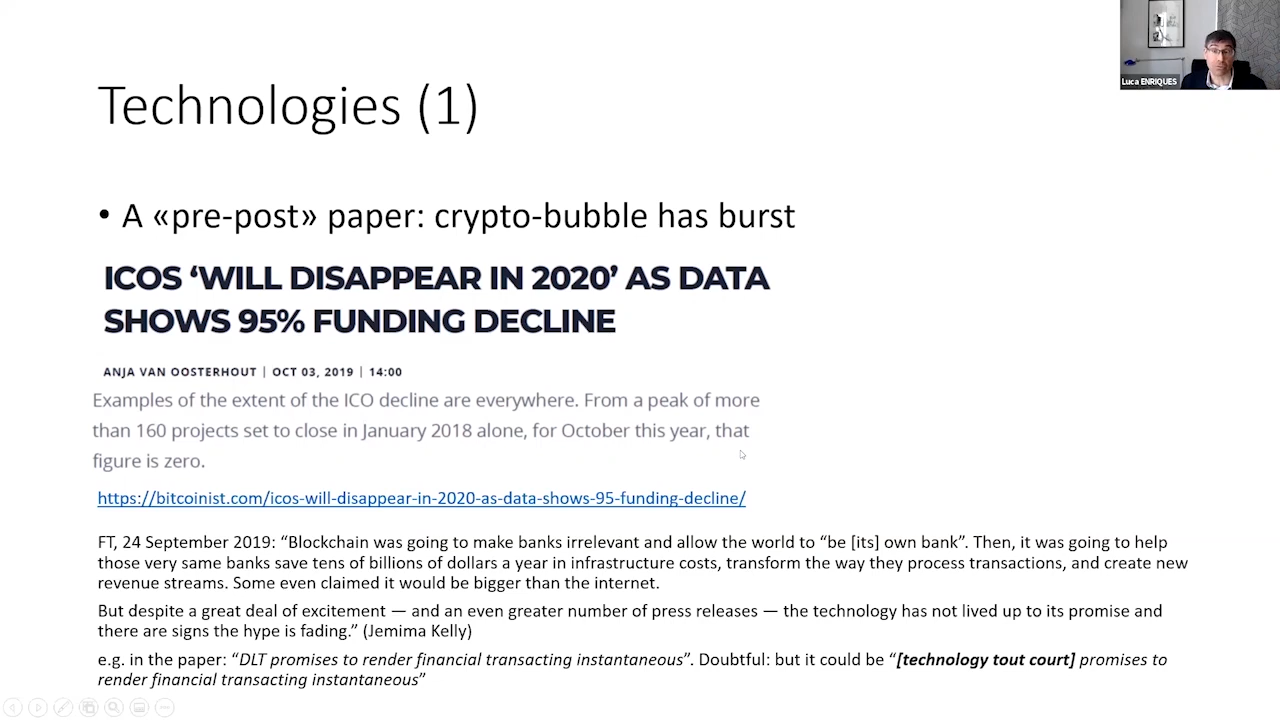 Luca ENRIQUES
Technologies (1)
• A «pre-post» paper: crypto-bubble has burst
ICOS ‘WILL DISAPPEAR IN 2020’ AS DATA
SHOWS 95% FUNDING DECLINE
ANJA VAN OOSTERHOUT | OCT 03, 2019 | 14:00
Examples of the extent of the ICO decline are everywhere. From a peak of more
than 160 projects set to close in January 2018 alone, for October this year, that
figure is zero.
https://bitcoinist.com/icos-will-disappear-in-2020-as-data-shows-95-funding-decline/
FT, 24 September 2019: “Blockchain was going to make banks irrelevant and allow the world to “be [its] own bank”. Then, it was going to help
those very same banks save tens of billions of dollars a year in infrastructure costs, transform the way they process transactions, and create new
revenue streams. Some even claimed it would be bigger than the internet.
But despite a great deal of excitement — and an even greater number of press releases — the technology has not lived up to its promise and
there are signs the hype is fading.” (Jemima Kelly)
e.g. in the paper: “DLT promises to render financial transacting instantaneous”. Doubtful: but it could be “[technology tout court] promises to
render financial transacting instantaneous”